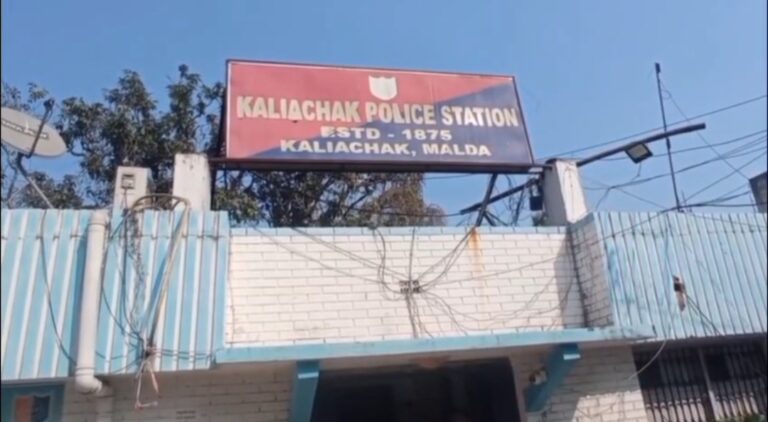 KALIACHAK POLICE STATION
ESTD - 1875
KALIACHAK, MALDA